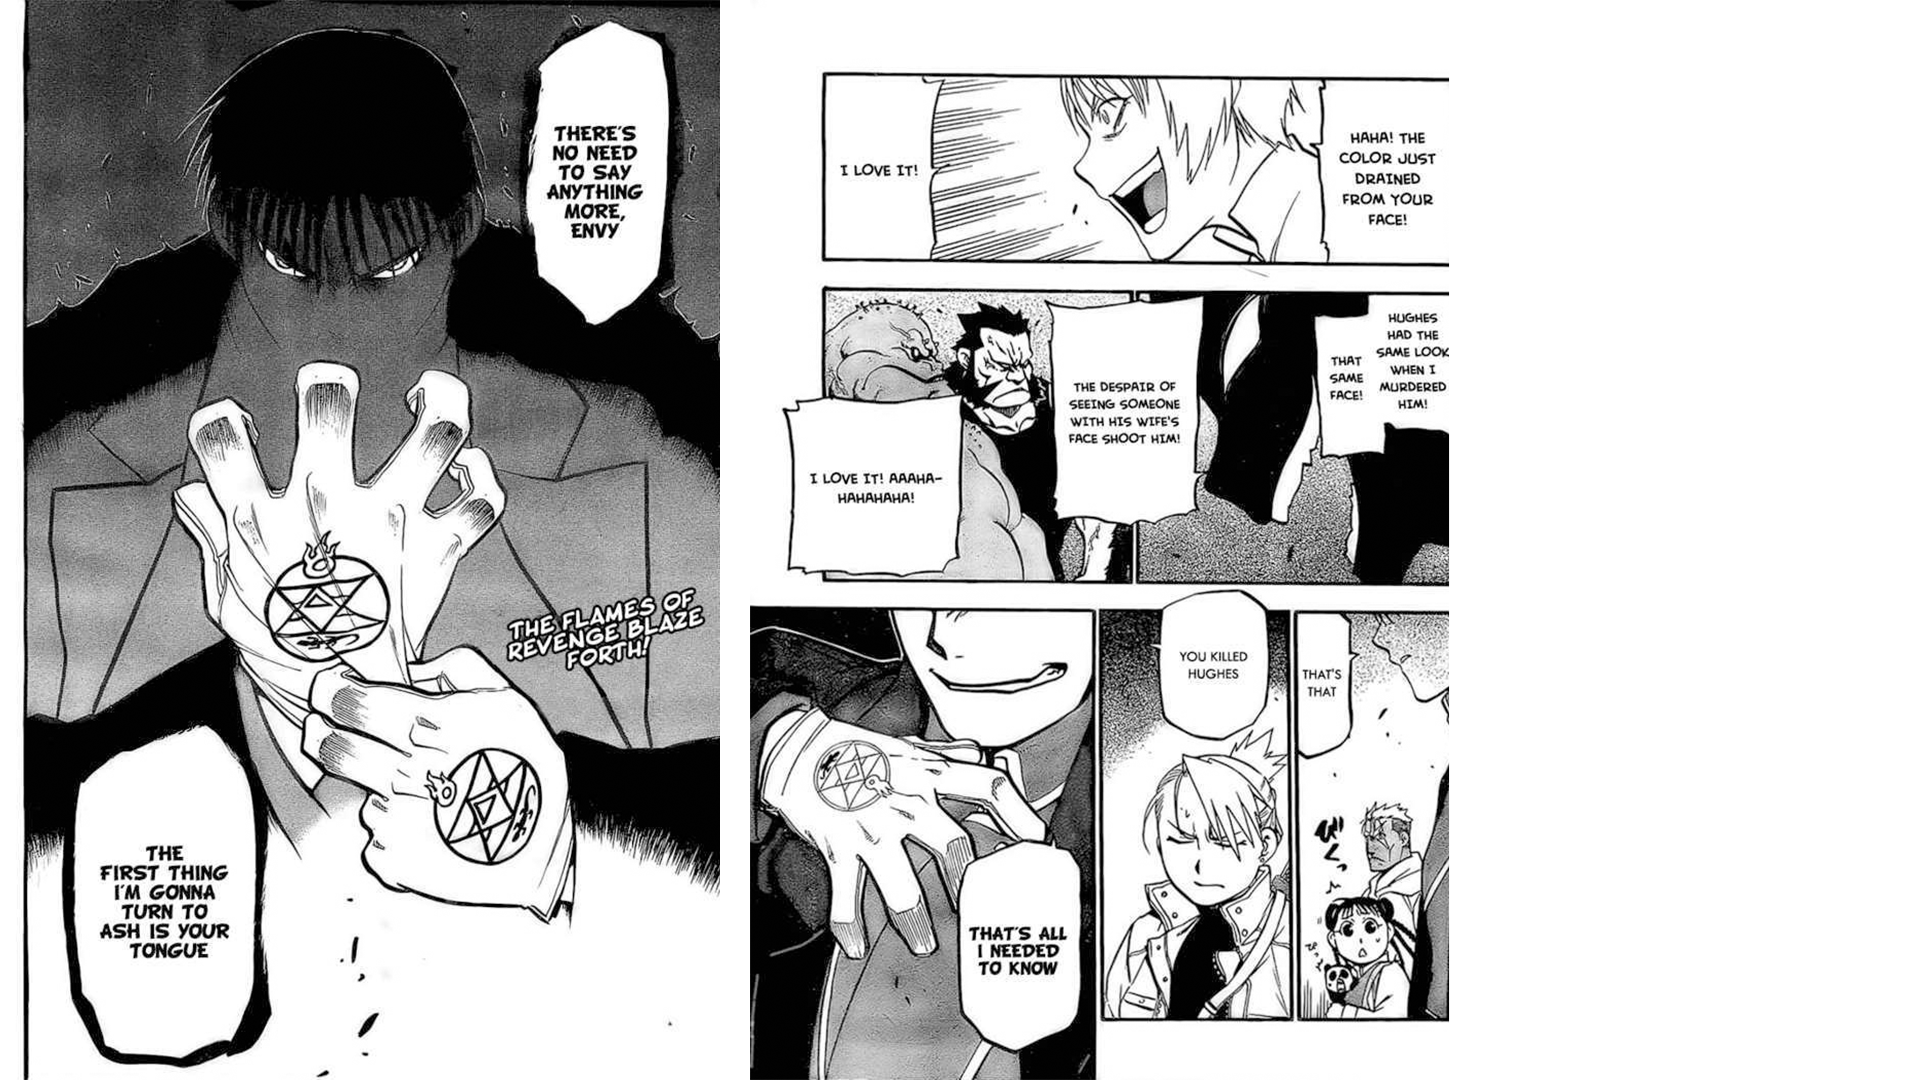 HAHA! THE
COLOR JUST
DRAINED
FROM YOUR
FACE!
I LOVE IT!
HUGHES
HAD THE
SAME LOOK
WHEN I
MURDERED
HIM!
THAT
SAME
FACE!
THE DESPAIR OF
SEEING SOMEONE
WITH HIS WIFE'S
FACE SHOOT HIM!
I LOVE IT! AAAHA-
HAHAHAHA!
THAT'S
THAT
びくっ
YOU KILLED
HUGHES
THAT'S ALL
I NEEDED
TO KNOW
THERE'S
NO NEED
TO SAY
ANYTHING
MORE,
ENVY
THE FLAMES OF
REVENGE BLAZE
FORTH!
THE
FIRST THING
I'M GONNA
TURN TO
ASH IS YOUR
TONGUE